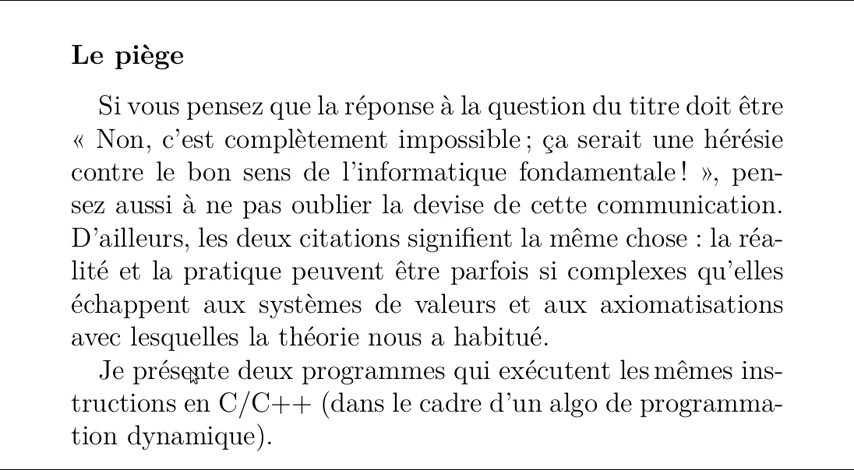 Le piège
Si vous pensez que la réponse à la question du titre doit être
« Non, c'est complètement impossible ; ça serait une hérésie
contre le bon sens de l'informatique fondamentale ! », pen-
sez aussi à ne pas oublier la devise de cette communication.
D'ailleurs, les deux citations signifient la même chose : la réa-
lité et la pratique peuvent être parfois si complexes qu'elles
échappent aux systèmes de valeurs et aux axiomatisations
avec lesquelles la théorie nous a habitué.
Je présente deux programmes qui exécutent les mêmes ins-
tructions en C/C++ (dans le cadre d'un algo de programma-
tion dynamique).